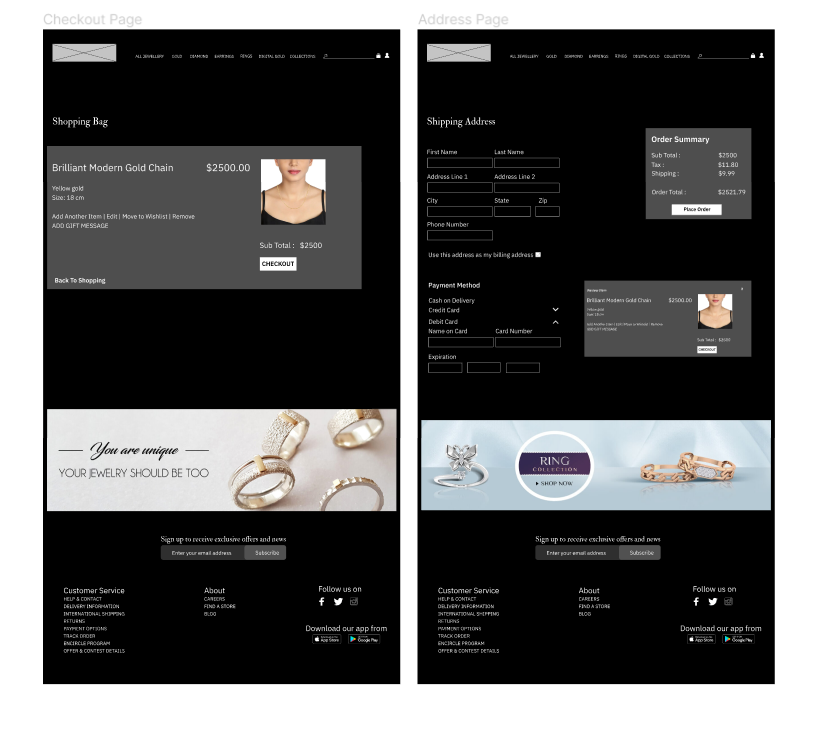 Checkout Page
ALL JEWELLERY GOLD DIAMOND EARRINGS RINGS DIGITAL GOLD COLLECTIONS
Shopping Bag
Brilliant Modern Gold Chain $2500.00
Yellow gold
Size: 18 cm
Add Another Item | Edit | Move to Wishlist | Remove
ADD GIFT MESSAGE
Sub Total : $2500
CHECKOUT
Back To Shopping
You are unique
YOUR JEWELRY SHOULD BE TOO
Sign up to receive exclusive offers and news
Enter your email address Subscribe
Customer Service
HELP & CONTACT
DELIVERY INFORMATION
INTERNATIONAL SHIPPING
RETURNS
PAYMENT OPTIONS
TRACK ORDER
ENCIRCLE PROGRAM
OFFER & CONTEST DETAILS
About
CAREERS
FIND A STORE
BLOG
Follow us on
Download our app from
App Store
Google Play
Address Page
ALL JEWELLERY GOLD DIAMOND EARRINGS RINGS DIGITAL GOLD COLLECTIONS
Shipping Address
First Name Last Name
Address Line 1 Address Line 2
City State Zip
Phone Number
Use this address as my billing address
Order Summary
Sub Total : $2500
Tax : $11.80
Shipping : $9.99
Order Total : $2521.79
Place Order
Payment Method
Cash on Delivery
Credit Card
Debit Card
Name on Card Card Number
Expiration
Review Item x
Brilliant Modern Gold Chain $2500.00
Yellow gold
Size: 18 cm
Add Another Item | Edit | Move to Wishlist | Remove
ADD GIFT MESSAGE
Sub Total : $2500
CHECKOUT
RING
COLLECTION
SHOP NOW
Sign up to receive exclusive offers and news
Enter your email address Subscribe
Customer Service
HELP & CONTACT
DELIVERY INFORMATION
INTERNATIONAL SHIPPING
RETURNS
PAYMENT OPTIONS
TRACK ORDER
ENCIRCLE PROGRAM
OFFER & CONTEST DETAILS
About
CAREERS
FIND A STORE
BLOG
Follow us on
Download our app from
App Store
Google Play